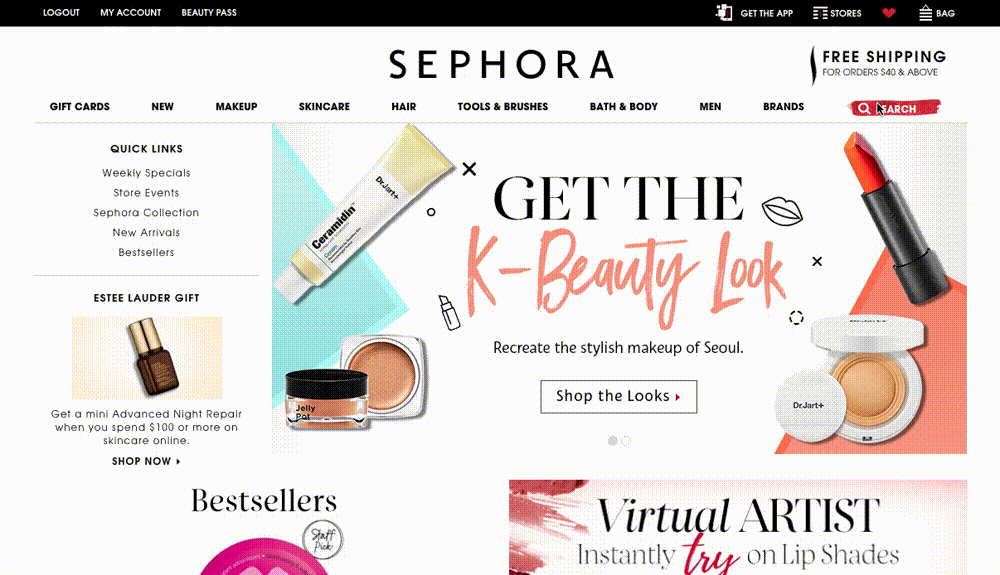 LOGOUT MY ACCOUNT BEAUTY PASS GET THE APP STORES BAG
SEPHORA
FREE SHIPPING
FOR ORDERS $40 & ABOVE
GIFT CARDS NEW MAKEUP SKINCARE HAIR TOOLS & BRUSHES BATH & BODY MEN BRANDS SEARCH
QUICK LINKS
Weekly Specials
Store Events
Sephora Collection
New Arrivals
Bestsellers
ESTEE LAUDER GIFT
Get a mini Advanced Night Repair
when you spend $100 or more on
skincare online.
SHOP NOW
Dr.Jart+
Ceramidin™
Cream
GET THE
K-Beauty Look
Recreate the stylish makeup of Seoul.
Shop the Looks
Jelly
Pot
Dr.Jart+
Bestsellers
Staff
Pick
Virtual ARTIST
Instantly try on Lip Shades